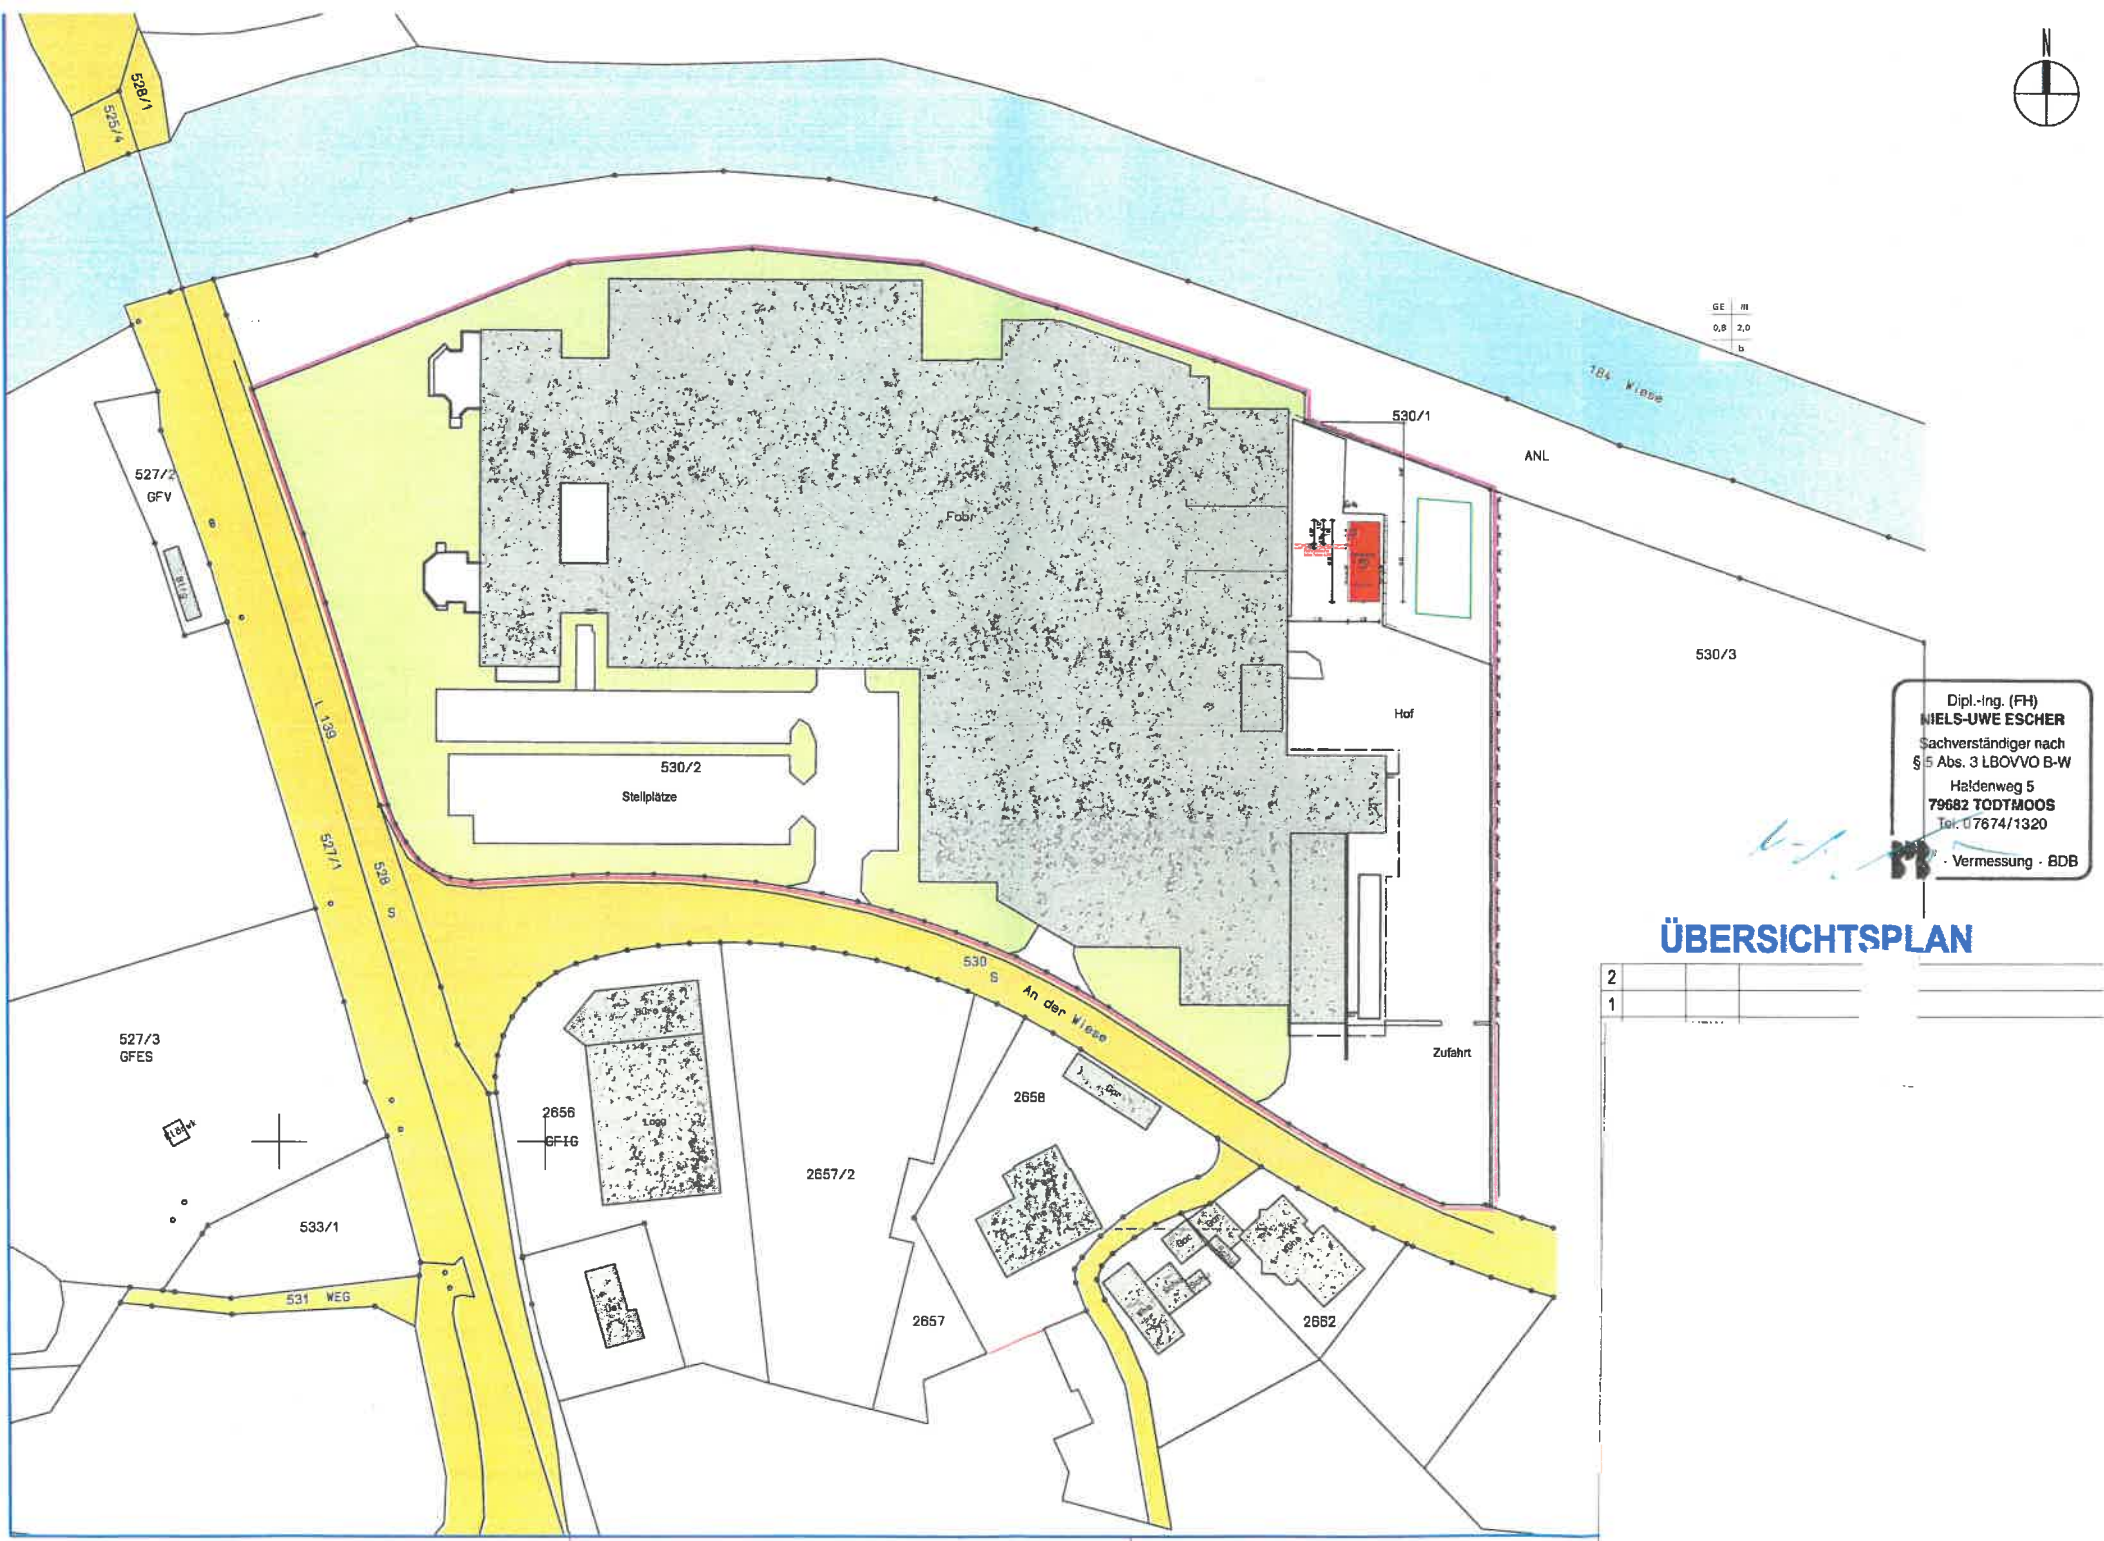 N
528/1
525/4
GE III
0,8 2,0
b
184 Wiese
530/1
ANL
527/2
GFV
Fabr
530/3
Dipl.-Ing. (FH)
NIELS-UWE ESCHER
Sachverständiger nach
§ 5 Abs. 3 LBOVVO B-W
Haldenweg 5
79682 TODTMOOS
Tel. 07674/1320
· Vermessung · BDB
L 139
Hof
530/2
Stellplätze
527/1
528
S
ÜBERSICHTSPLAN
530
S
An der Wiese
2
1
Büro
527/3
GFES
Zufahrt
2656
GFIG
2658
2657/2
533/1
531 WEG
2657
2662